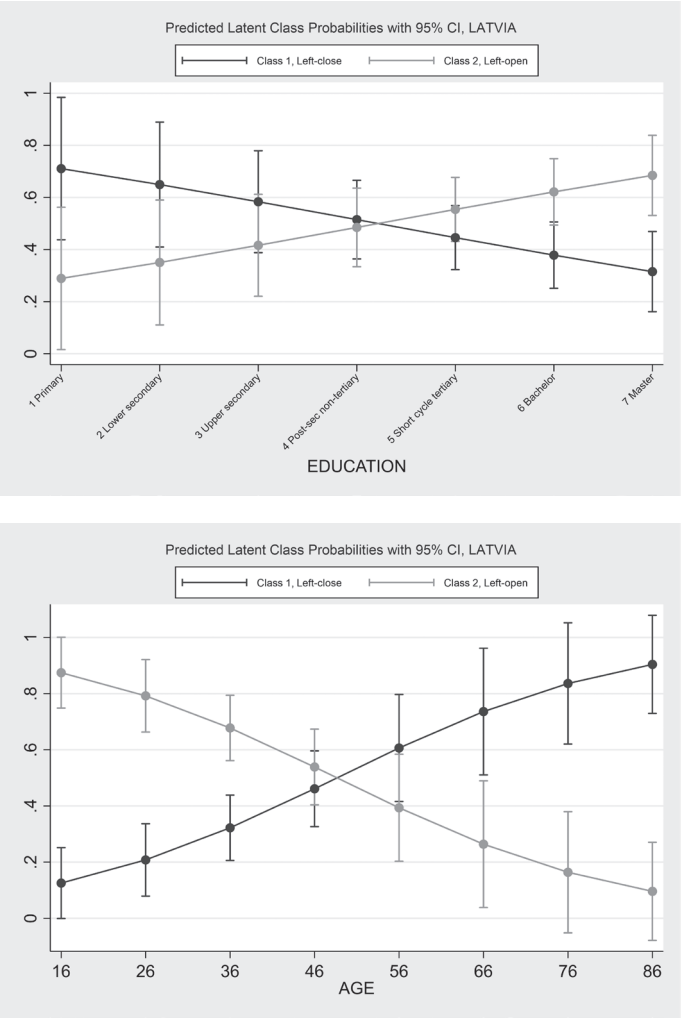 Predicted Latent Class Probabilities with 95% CI, LATVIA
Class 1, Left-close Class 2, Left-open
1
.8
.6
.4
.2
0
1 Primary
2 Lower secondary
3 Upper secondary
4 Post-sec non-tertiary
5 Short cycle tertiary
6 Bachelor
7 Master
EDUCATION
Predicted Latent Class Probabilities with 95% CI, LATVIA
Class 1, Left-close Class 2, Left-open
1
.8
.6
.4
.2
0
16 26 36 46 56 66 76 86
AGE